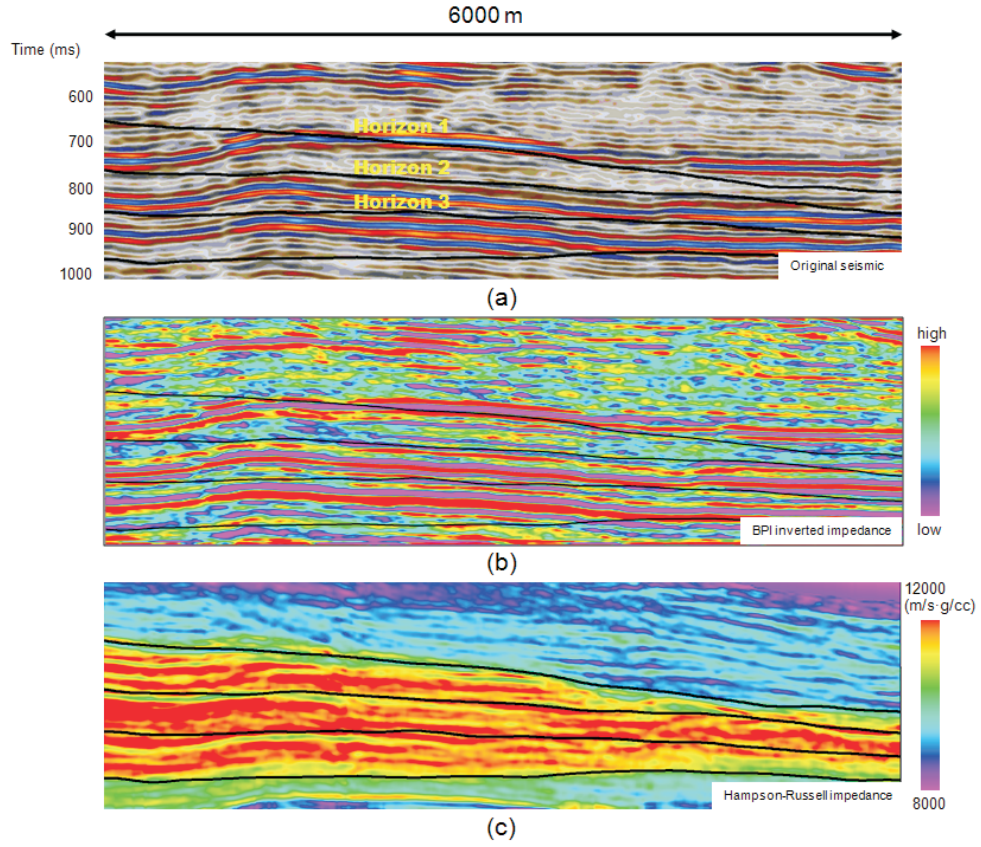 6000 m
Time (ms)
600
700
800
900
1000
Horizon 1
Horizon 2
Horizon 3
Original seismic
(a)
high
low
BPI inverted impedance
(b)
12000
(m/s·g/cc)
8000
Hampson-Russell impedance
(c)